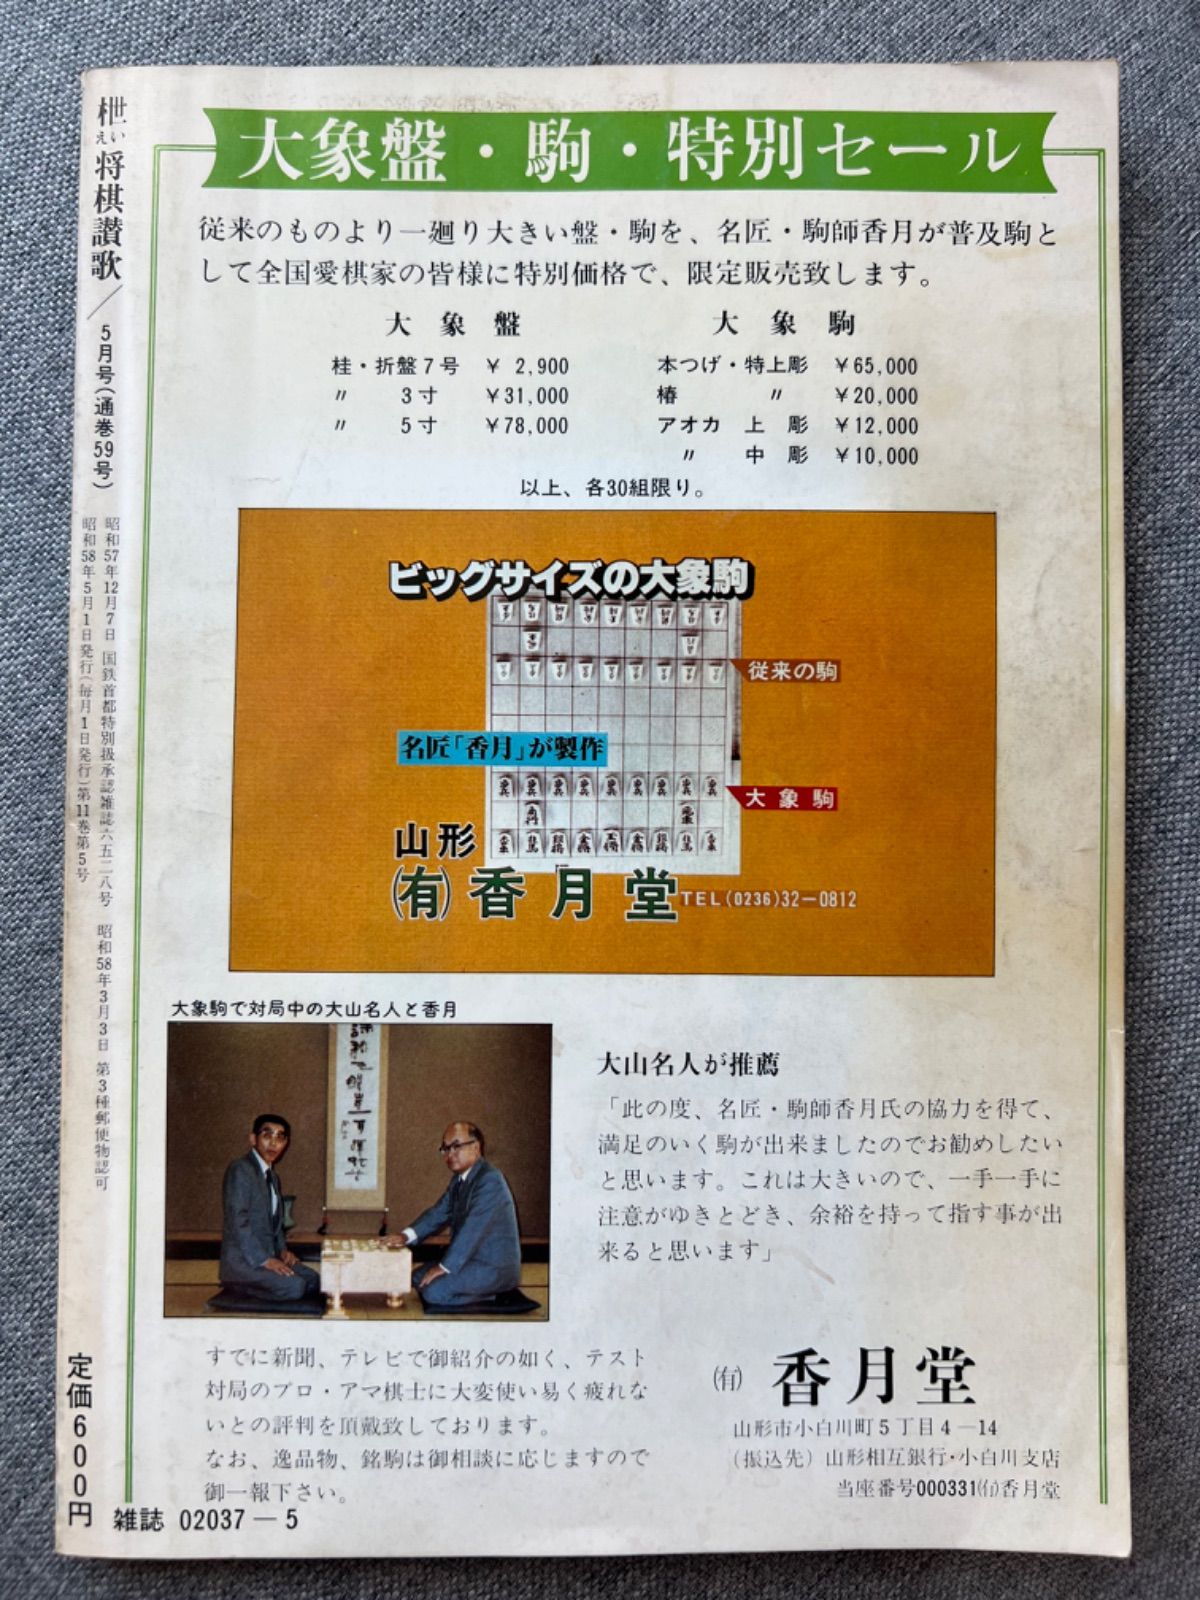 枻
えい
将棋讃歌/5月号(通巻59号)
昭和57年12月7日 国鉄首都特別扱承認雑誌六五二八号 昭和58年3月3日 第3種郵便物認可
昭和58年5月1日発行(毎月1日発行)第11巻第5号
定価600円
大象盤・駒・特別セール
従来のものより一廻り大きい盤・駒を、名匠・駒師香月が普及駒と
して全国愛棋家の皆様に特別価格で、限定販売致します。
大象盤
桂・折盤7号 ¥ 2,900
〃 3寸 ¥31,000
〃 5寸 ¥78,000
大象駒
本つげ・特上彫 ¥65,000
椿 〃 ¥20,000
アオカ 上彫 ¥12,000
〃 中彫 ¥10,000
以上、各30組限り。
ビッグサイズの大象駒
従来の駒
名匠「香月」が製作
大象駒
山形
(有)香月堂 TEL(0236)32-0812
大象駒で対局中の大山名人と香月
大山名人が推薦
「此の度、名匠・駒師香月氏の協力を得て、
満足のいく駒が出来ましたのでお勧めしたい
と思います。これは大きいので、一手一手に
注意がゆきとどき、余裕を持って指す事が出
来ると思います」
すでに新聞、テレビで御紹介の如く、テスト
対局のプロ・アマ棋士に大変使い易く疲れな
いとの評判を頂戴致しております。
なお、逸品物、銘駒は御相談に応じますので
御一報下さい。
(有) 香月堂
山形市小白川町5丁目4-14
(振込先)山形相互銀行・小白川支店
当座番号000331(有)香月堂
雑誌 02037-5